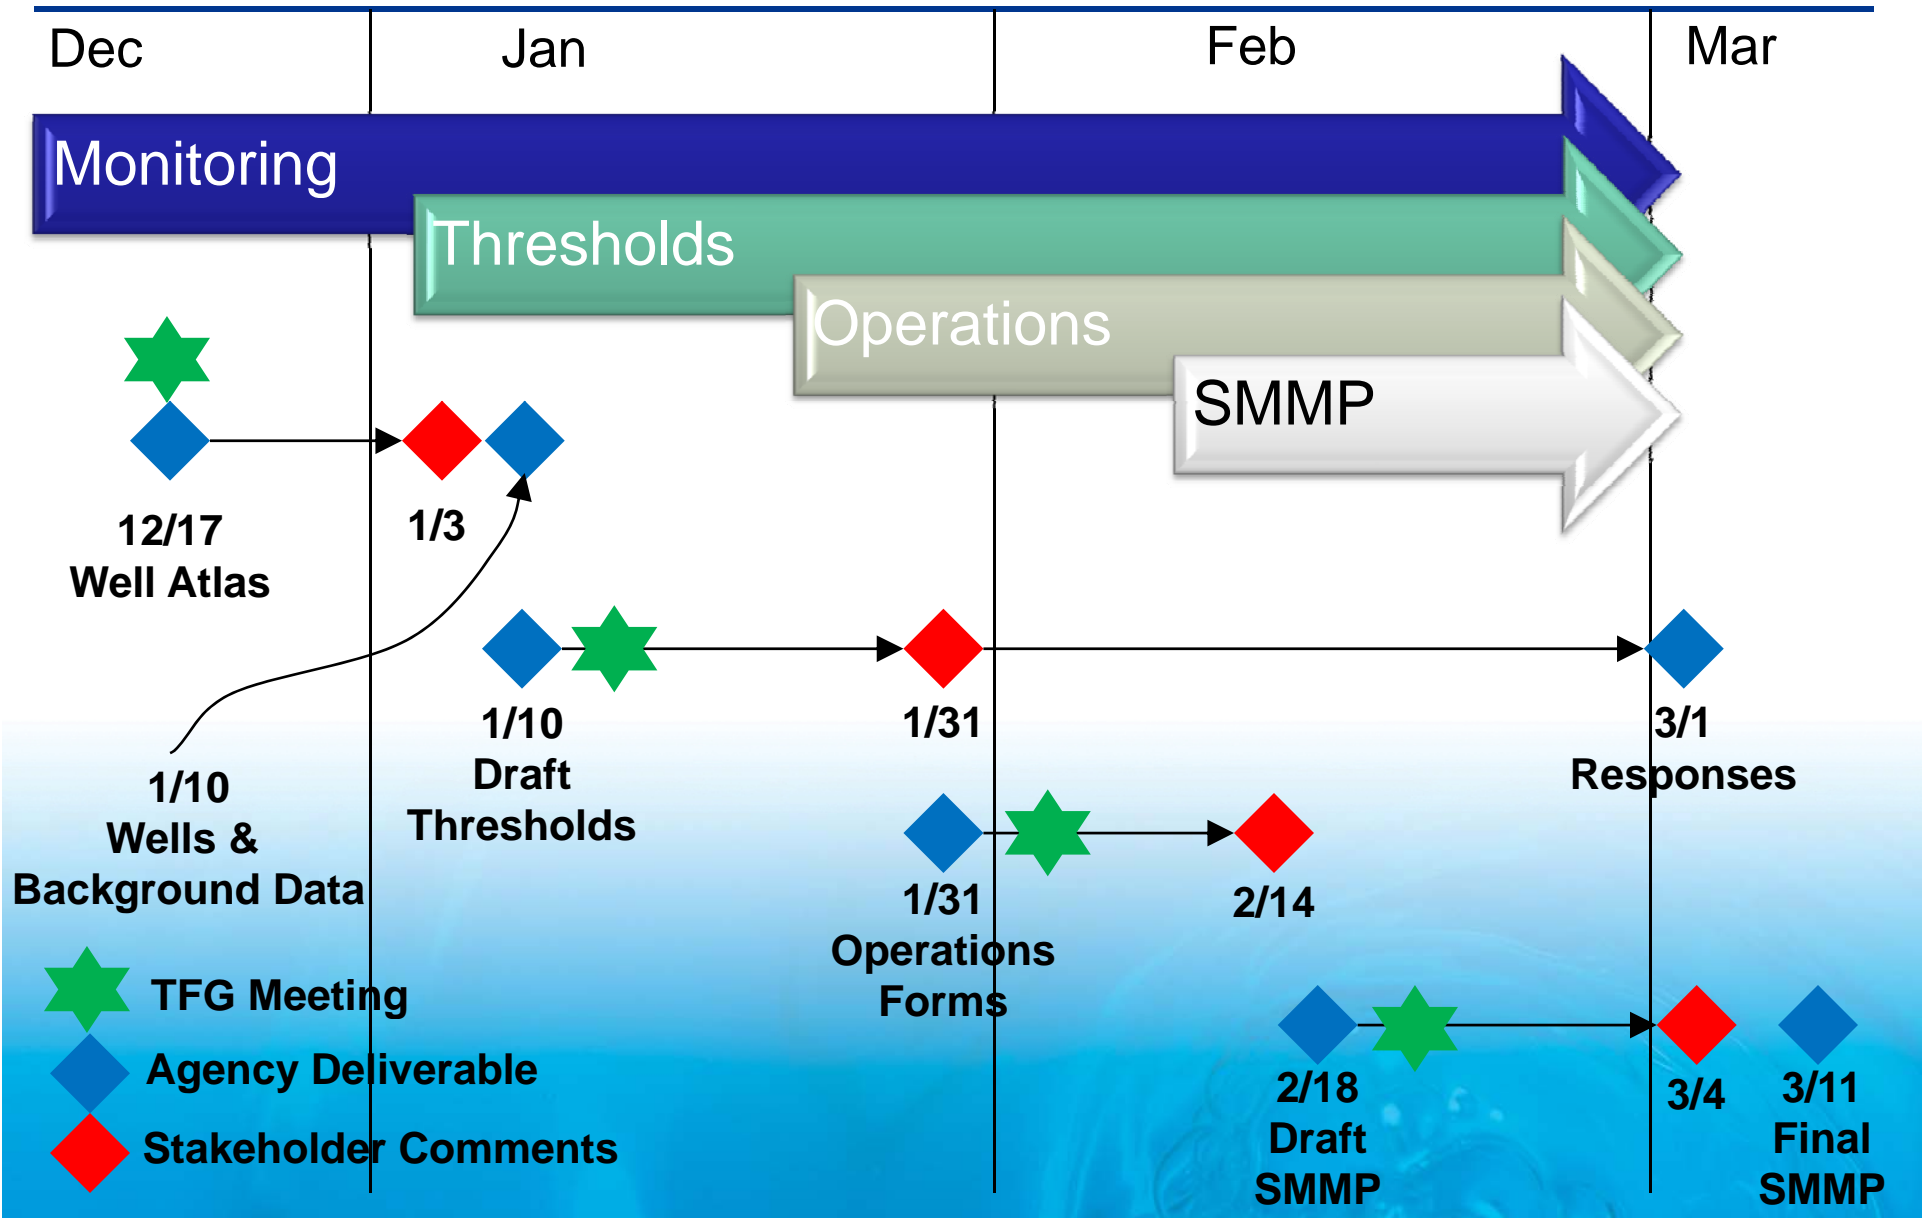 Dec
Jan
Feb
Mar
Monitoring
Thresholds
Operations
SMMP
12/17
Well Atlas
1/3
1/10
Wells &
Background Data
1/10
Draft
Thresholds
1/31
3/1
Responses
1/31
Operations
Forms
2/14
2/18
Draft
SMMP
3/4
3/11
Final
SMMP
TFG Meeting
Agency Deliverable
Stakeholder Comments